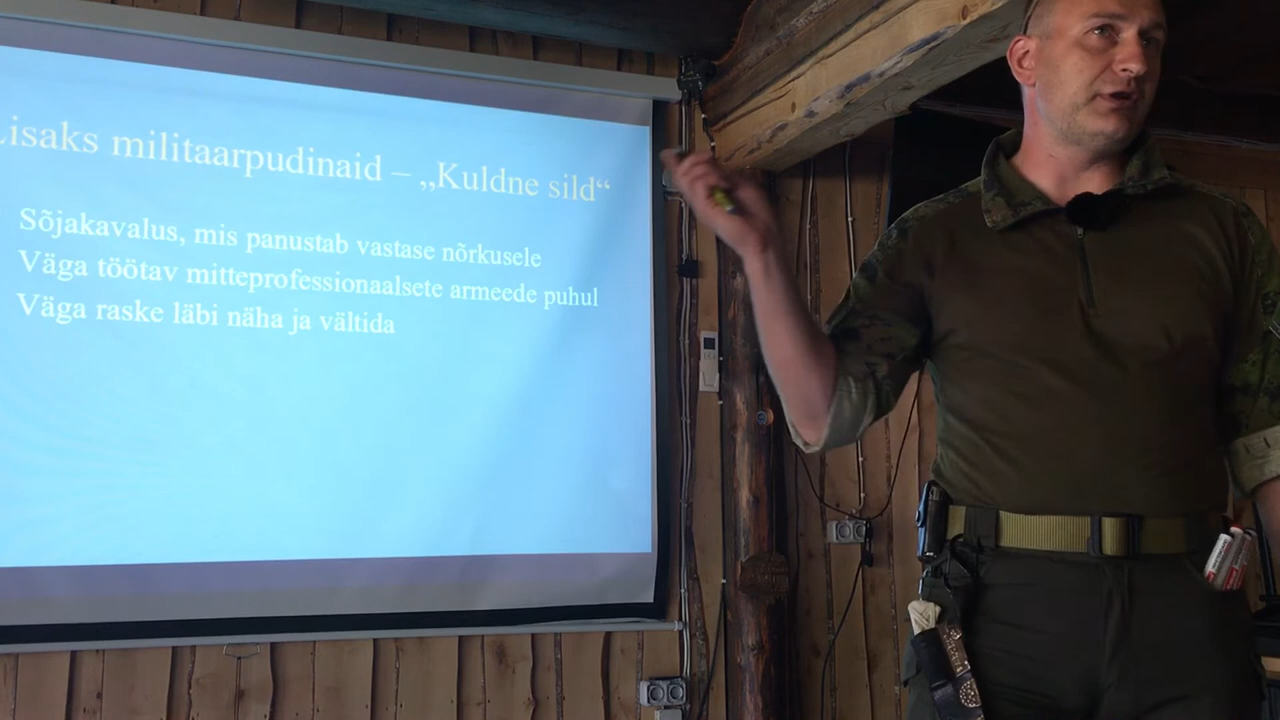 Lisaks militaarpudinaid – „Kuldne sild“
Sõjakavalus, mis panustab vastase nõrkusele
Väga töötav mitteprofessionaalsete armeede puhul
Väga raske läbi näha ja vältida